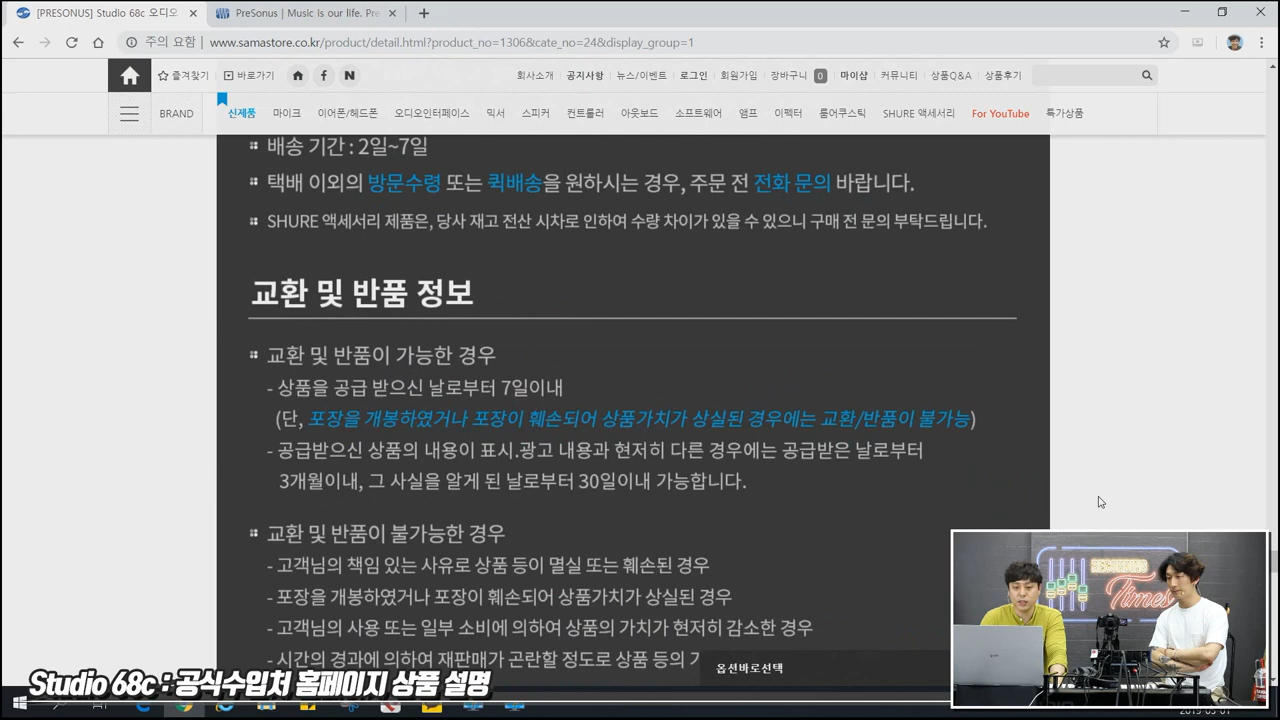 [PRESONUS] Studio 68c 오디오
PreSonus | Music is our life. Pre
주의 요함
www.samastore.co.kr/product/detail.html?product_no=1306&cate_no=24&display_group=1
즐겨찾기
바로가기
회사소개 공지사항 뉴스/이벤트 로그인 회원가입 장바구니 0 마이샵 커뮤니티 상품Q&A 상품후기
BRAND 신제품 마이크 이어폰/헤드폰 오디오인터페이스 믹서 스피커 컨트롤러 아웃보드 소프트웨어 앰프 이펙터 룸어쿠스틱 SHURE 액세서리 For YouTube 특가상품
배송 기간 : 2일~7일
택배 이외의 방문수령 또는 퀵배송을 원하시는 경우, 주문 전 전화 문의 바랍니다.
SHURE 액세서리 제품은, 당사 재고 전산 시차로 인하여 수량 차이가 있을 수 있으니 구매 전 문의 부탁드립니다.
교환 및 반품 정보
교환 및 반품이 가능한 경우
- 상품을 공급 받으신 날로부터 7일이내
(단, 포장을 개봉하였거나 포장이 훼손되어 상품가치가 상실된 경우에는 교환/반품이 불가능)
- 공급받으신 상품의 내용이 표시.광고 내용과 현저히 다른 경우에는 공급받은 날로부터
3개월이내, 그 사실을 알게 된 날로부터 30일이내 가능합니다.
교환 및 반품이 불가능한 경우
- 고객님의 책임 있는 사유로 상품 등이 멸실 또는 훼손된 경우
- 포장을 개봉하였거나 포장이 훼손되어 상품가치가 상실된 경우
- 고객님의 사용 또는 일부 소비에 의하여 상품의 가치가 현저히 감소한 경우
- 시간의 경과에 의하여 재판매가 곤란할 정도로 상품 등의
옵션바로선택
RECORDING
Times
Studio 68c : 공식수입처 홈페이지 상품 설명